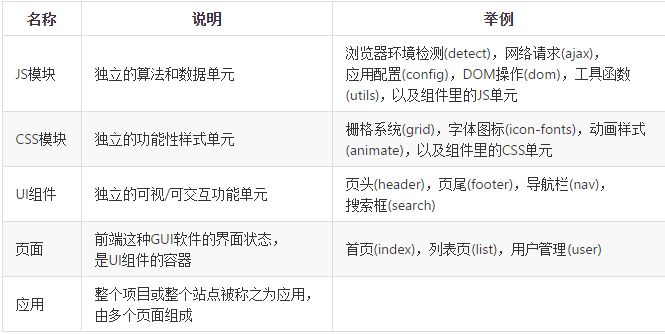 名称 说明 举例
JS模块 独立的算法和数据单元 浏览器环境检测(detect)，网络请求(ajax)，
应用配置(config)，DOM操作(dom)，工具函数
(utils)，以及组件里的JS单元
CSS模块 独立的功能性样式单元 栅格系统(grid)，字体图标(icon-fonts)，动画样式
(animate)，以及组件里的CSS单元
UI组件 独立的可视/可交互功能单元 页头(header)，页尾(footer)，导航栏(nav)，
搜索框(search)
页面 前端这种GUI软件的界面状态，
是UI组件的容器 首页(index)，列表页(list)，用户管理(user)
应用 整个项目或整个站点被称之为应用，
由多个页面组成